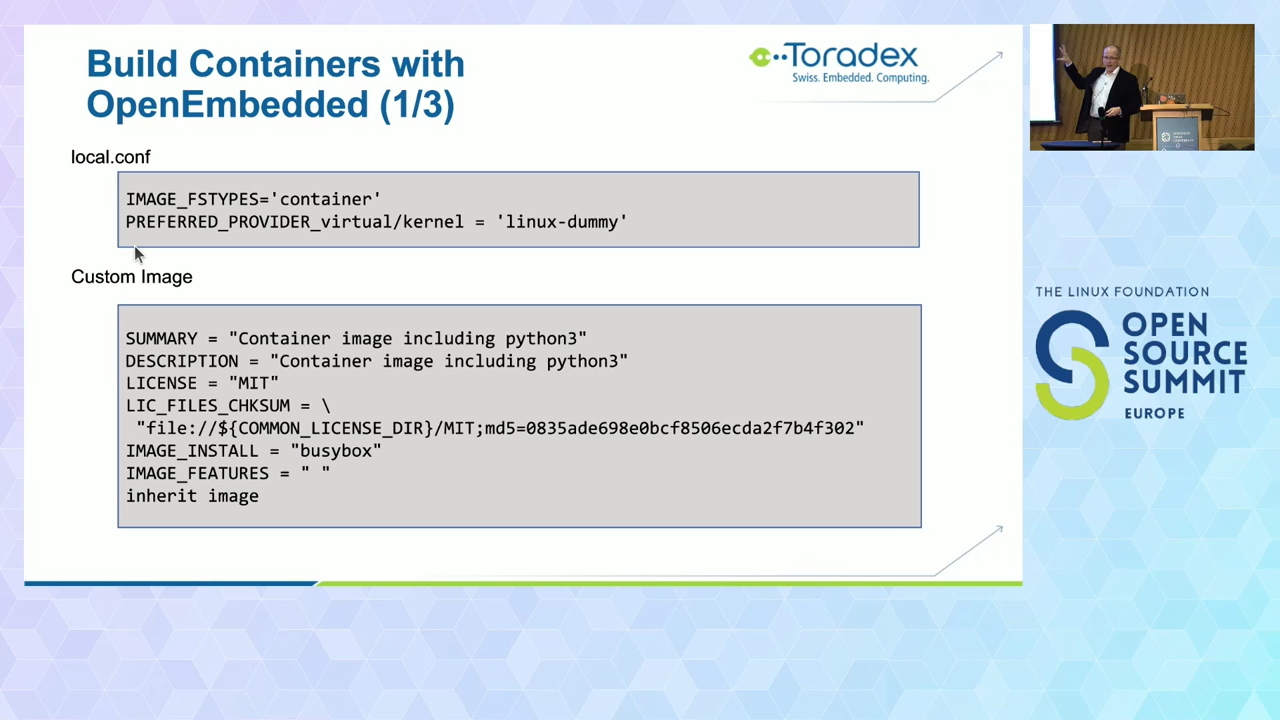 Build Containers with
OpenEmbedded (1/3)
Toradex
Swiss. Embedded. Computing.
local.conf
IMAGE_FSTYPES='container'
PREFERRED_PROVIDER_virtual/kernel = 'linux-dummy'
Custom Image
SUMMARY = "Container image including python3"
DESCRIPTION = "Container image including python3"
LICENSE = "MIT"
LIC_FILES_CHKSUM = \
"file://${COMMON_LICENSE_DIR}/MIT;md5=0835ade698e0bcf8506ecda2f7b4f302"
IMAGE_INSTALL = "busybox"
IMAGE_FEATURES = " "
inherit image
THE LINUX FOUNDATION
OPEN
SOURCE
SUMMIT
EUROPE